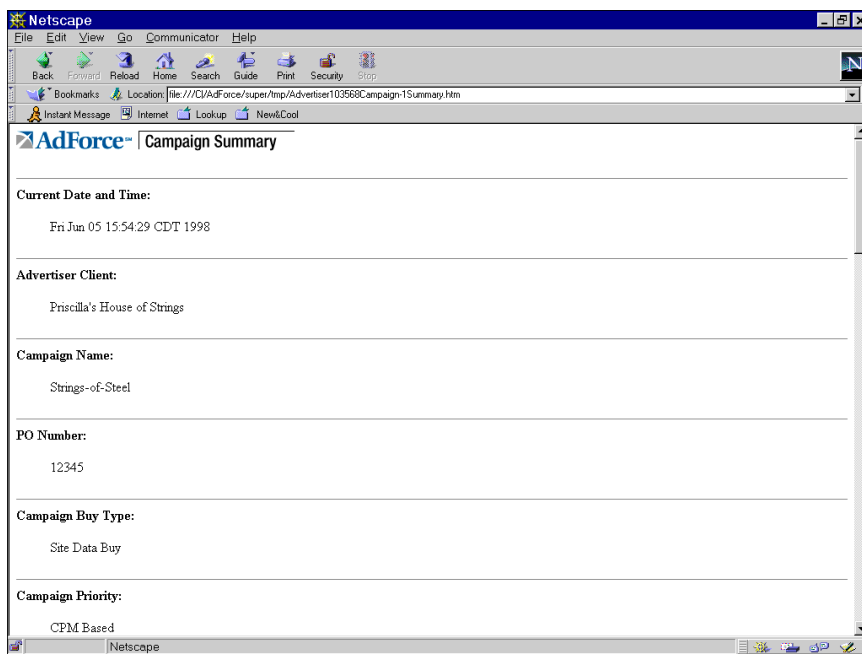 Netscape
File Edit View Go Communicator Help
Back Forward Reload Home Search Guide Print Security Stop
Bookmarks Location: file:///C|/AdForce/super/tmp/Advertiser103568Campaign-1Summary.htm
Instant Message Internet Lookup New&Cool
AdForce℠ Campaign Summary
Current Date and Time:
Fri Jun 05 15:54:29 CDT 1998
Advertiser Client:
Priscilla's House of Strings
Campaign Name:
Strings-of-Steel
PO Number:
12345
Campaign Buy Type:
Site Data Buy
Campaign Priority:
CPM Based
Netscape